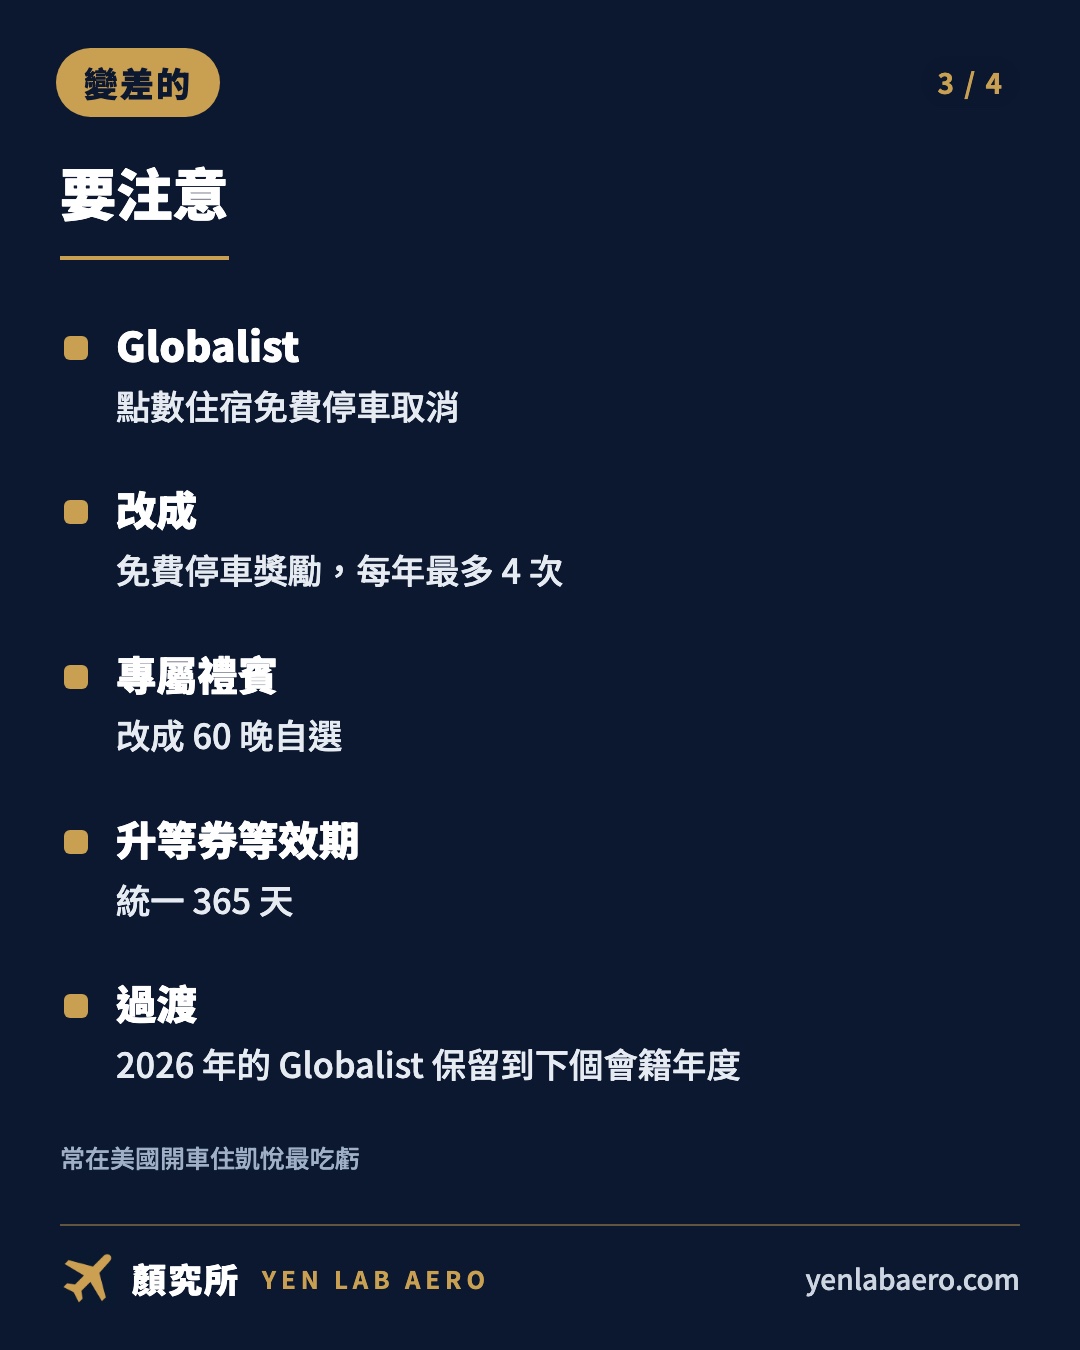 變差的
3 / 4
要注意
Globalist
點數住宿免費停車取消
改成
免費停車獎勵，每年最多 4 次
專屬禮賓
改成 60 晚自選
升等券等效期
統一 365 天
過渡
2026 年的 Globalist 保留到下個會籍年度
常在美國開車住凱悅最吃虧
顏究所 YEN LAB AERO
yenlabaero.com